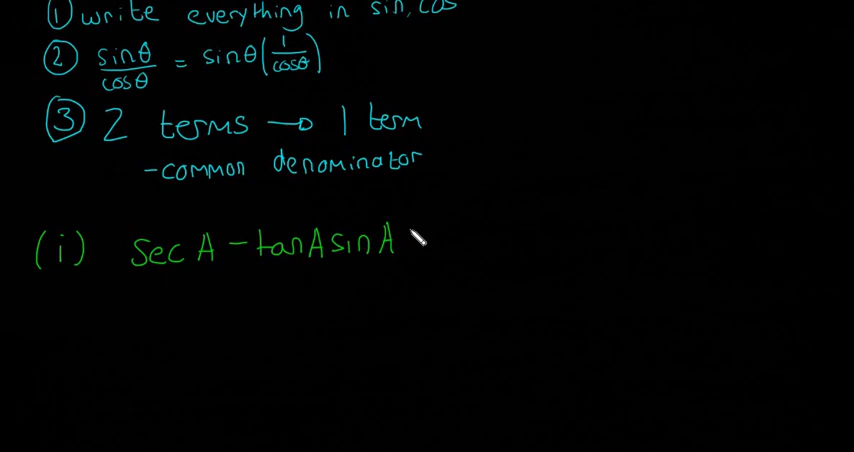 ① write everything in sin, cos
② sinθ/cosθ = sinθ(1/cosθ)
③ 2 terms → 1 term
-common denominator
(i) sec A - tanA sin A